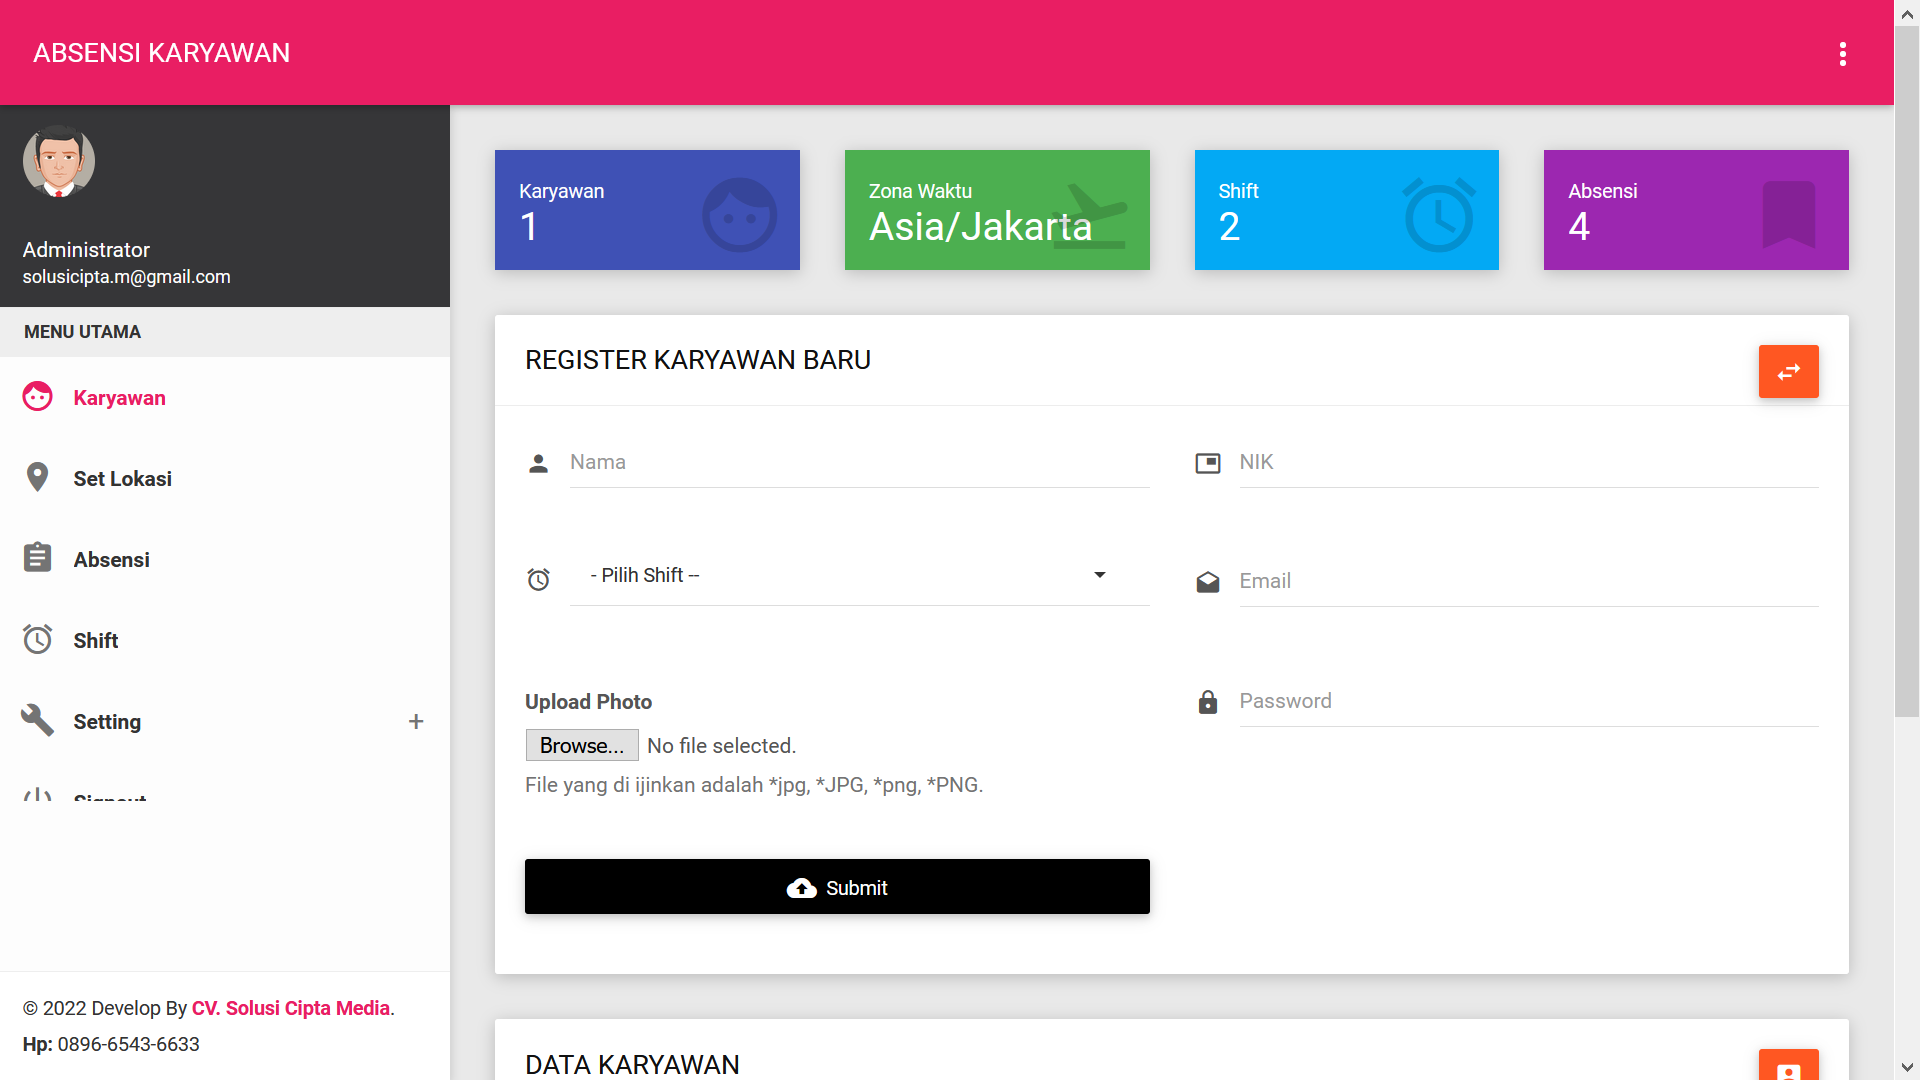 ABSENSI KARYAWAN
Administrator
solusicipta.m@gmail.com
MENU UTAMA
Karyawan
Set Lokasi
Absensi
Shift
Setting
+
Signout
© 2022 Develop By CV. Solusi Cipta Media.
Hp: 0896-6543-6633
Karyawan
1
Zona Waktu
Asia/Jakarta
Shift
2
Absensi
4
REGISTER KARYAWAN BARU
Nama
NIK
- Pilih Shift --
Email
Upload Photo
Browse... No file selected.
File yang di ijinkan adalah *jpg, *JPG, *png, *PNG.
Password
Submit
DATA KARYAWAN